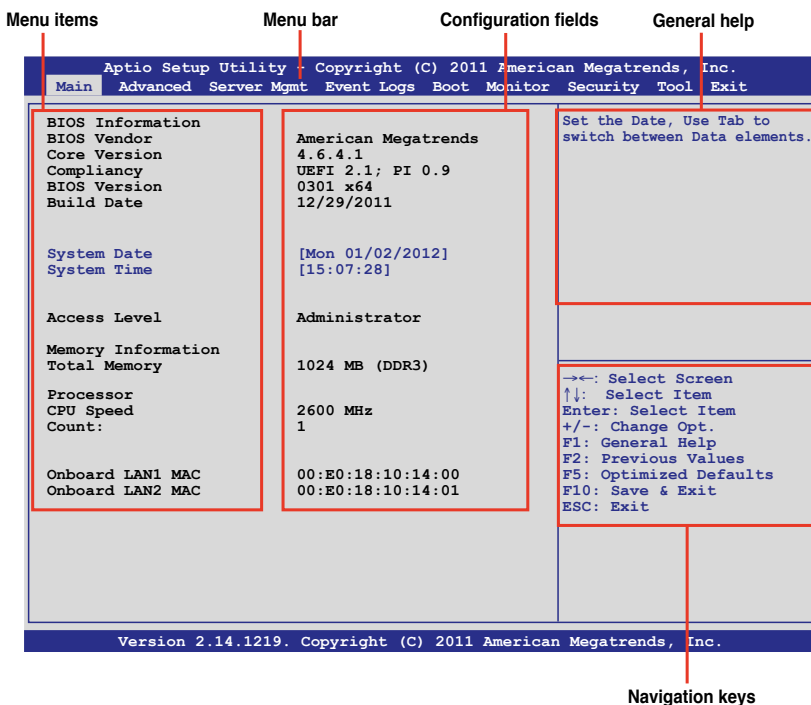 Menu items Menu bar Configuration fields General help
Aptio Setup Utility - Copyright (C) 2011 American Megatrends, Inc.
Main Advanced Server Mgmt Event Logs Boot Monitor Security Tool Exit
BIOS Information
BIOS Vendor American Megatrends
Core Version 4.6.4.1
Compliancy UEFI 2.1; PI 0.9
BIOS Version 0301 x64
Build Date 12/29/2011
System Date [Mon 01/02/2012]
System Time [15:07:28]
Access Level Administrator
Memory Information
Total Memory 1024 MB (DDR3)
Processor
CPU Speed 2600 MHz
Count: 1
Onboard LAN1 MAC 00:E0:18:10:14:00
Onboard LAN2 MAC 00:E0:18:10:14:01
Set the Date, Use Tab to
switch between Data elements.
→←: Select Screen
↑↓: Select Item
Enter: Select Item
+/-: Change Opt.
F1: General Help
F2: Previous Values
F5: Optimized Defaults
F10: Save & Exit
ESC: Exit
Version 2.14.1219. Copyright (C) 2011 American Megatrends, Inc.
Navigation keys